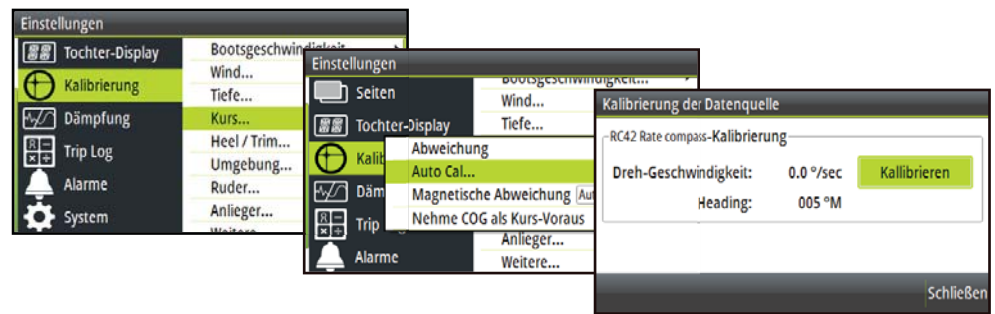 Einstellungen
Tochter-Display
Kalibrierung
Dämpfung
Trip Log
Alarme
System
Wind...
Tiefe...
Kurs...
Heel / Trim...
Umgebung...
Ruder...
Anlieger...
Einstellungen
Seiten
Tochter-Display
Trip
Alarme
Bootsgeschwindigkeit...
Wind...
Tiefe...
Abweichung
Auto Cal...
Magnetische Abweichung
Nehme COG als Kurs-Voraus
Anlieger...
Weitere...
Kalibrierung der Datenquelle
RC42 Rate compass-Kalibrierung
Dreh-Geschwindigkeit: 0.0 °/sec Kallibrieren
Heading: 005 °M
Schließen